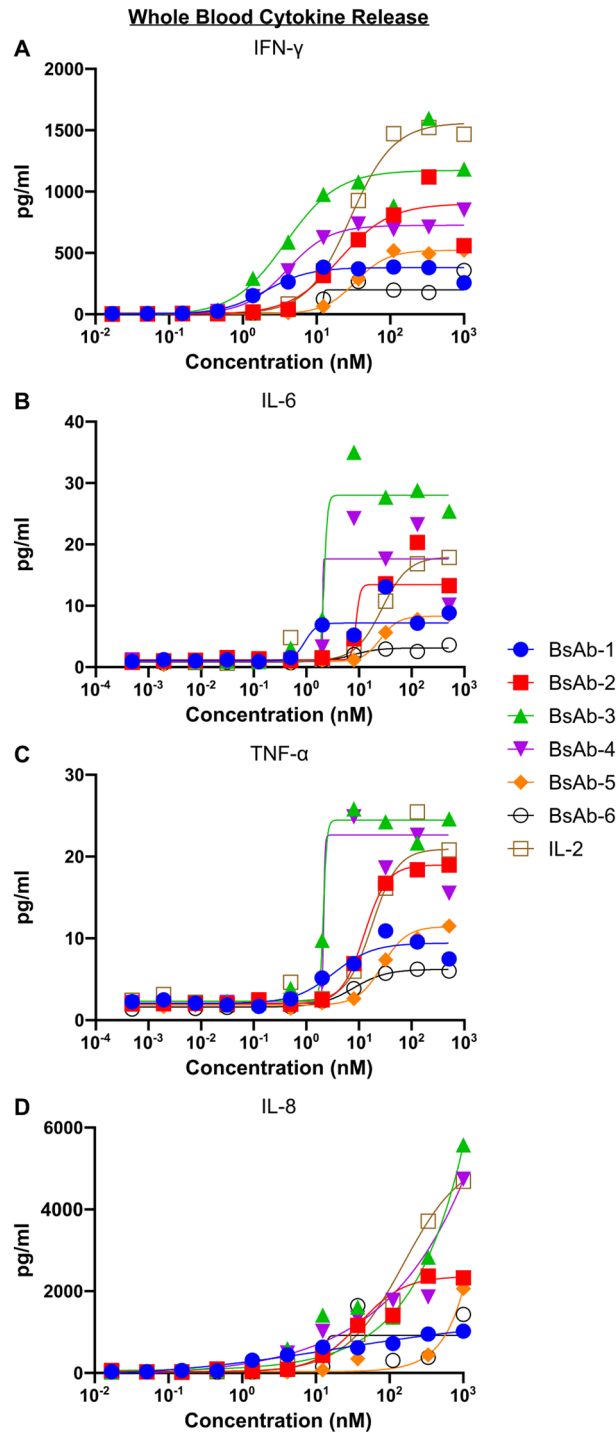 Whole Blood Cytokine Release
A
IFN-γ
2000
1500
1000
500
0
pg/ml
10-2 10-1 100 101 102 103
Concentration (nM)
B
IL-6
40
30
20
10
0
pg/ml
10-4 10-3 10-2 10-1 100 101 102 103
Concentration (nM)
BsAb-1
BsAb-2
BsAb-3
BsAb-4
BsAb-5
BsAb-6
IL-2
C
TNF-α
30
20
10
0
pg/ml
10-4 10-3 10-2 10-1 100 101 102 103
Concentration (nM)
D
IL-8
6000
4000
2000
0
pg/ml
10-2 10-1 100 101 102 103
Concentration (nM)